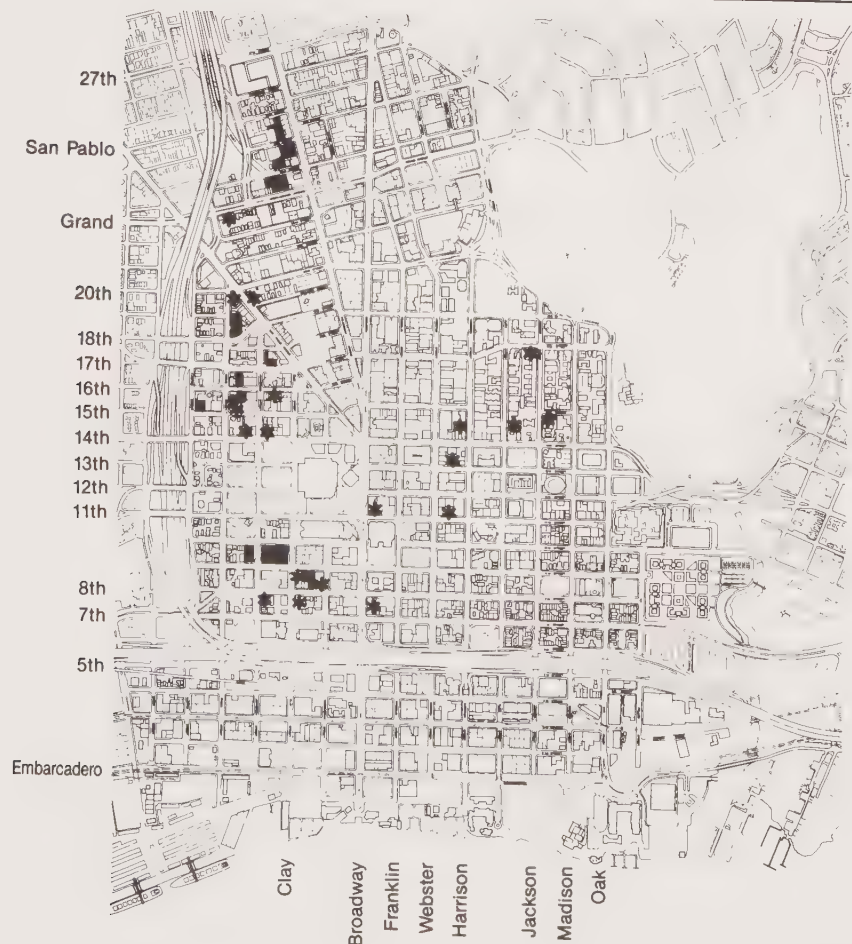 27th
San Pablo
Grand
20th
18th
17th
16th
15th
14th
13th
12th
11th
8th
7th
5th
Embarcadero
Clay
Broadway
Franklin
Webster
Harrison
Jackson
Madison
Oak